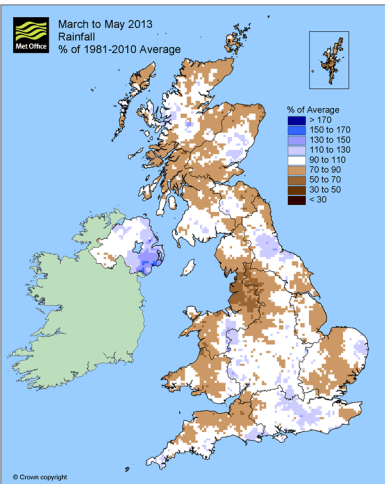 Met Office
March to May 2013
Rainfall
% of 1981-2010 Average
% of Average
> 170
150 to 170
130 to 150
110 to 130
90 to 110
70 to 90
50 to 70
30 to 50
< 30
© Crown copyright